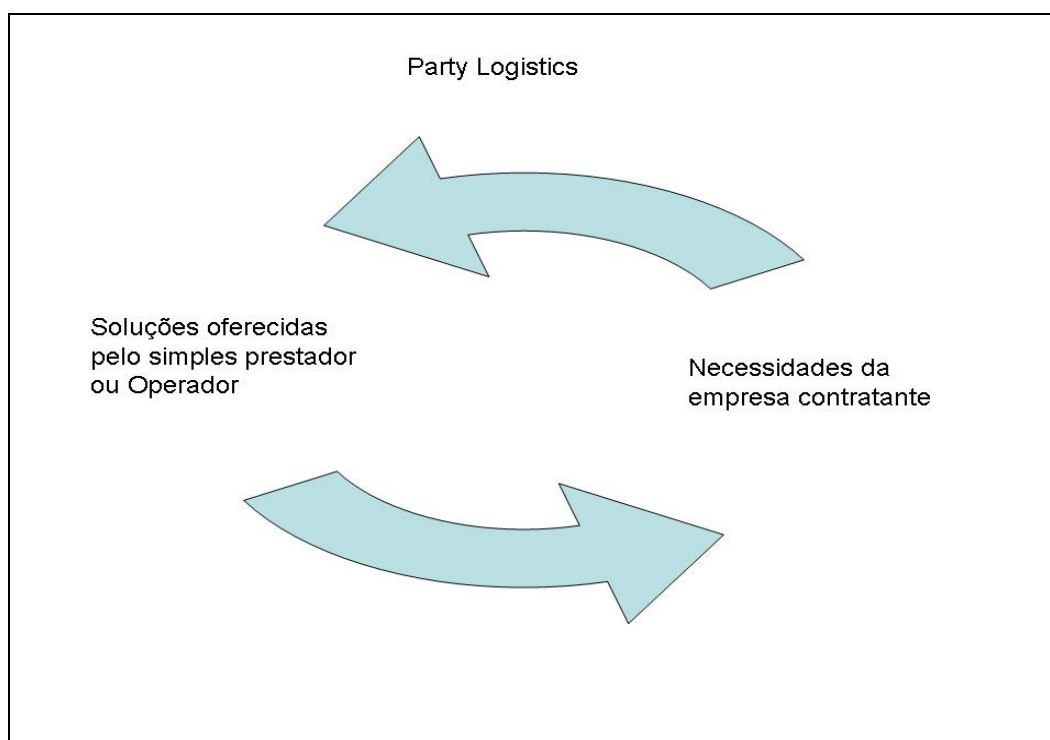 Party Logistics
Soluções oferecidas
pelo simples prestador
ou Operador
Necessidades da
empresa contratante